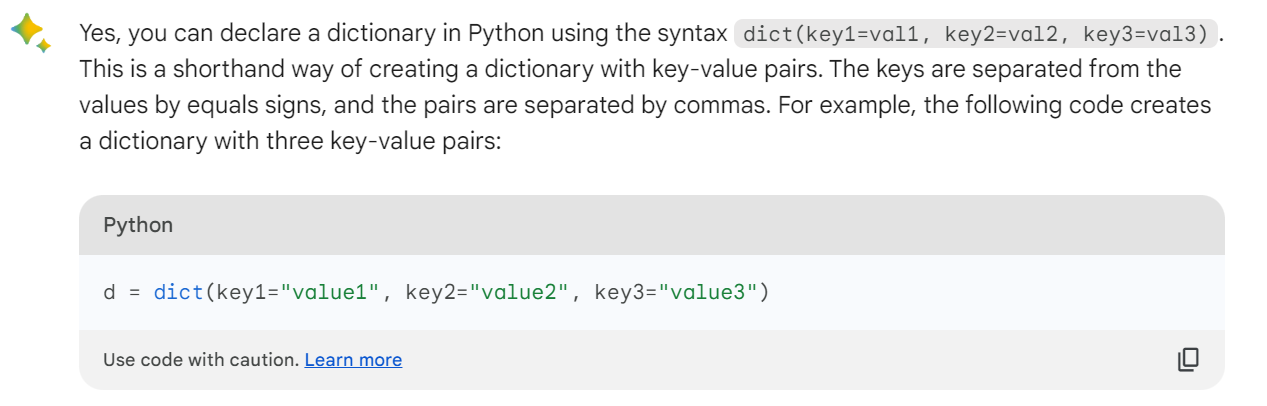 Yes, you can declare a dictionary in Python using the syntax dict(key1=val1, key2=val2, key3=val3).
This is a shorthand way of creating a dictionary with key-value pairs. The keys are separated from the
values by equals signs, and the pairs are separated by commas. For example, the following code creates
a dictionary with three key-value pairs:
Python
d = dict(key1="value1", key2="value2", key3="value3")
Use code with caution. Learn more